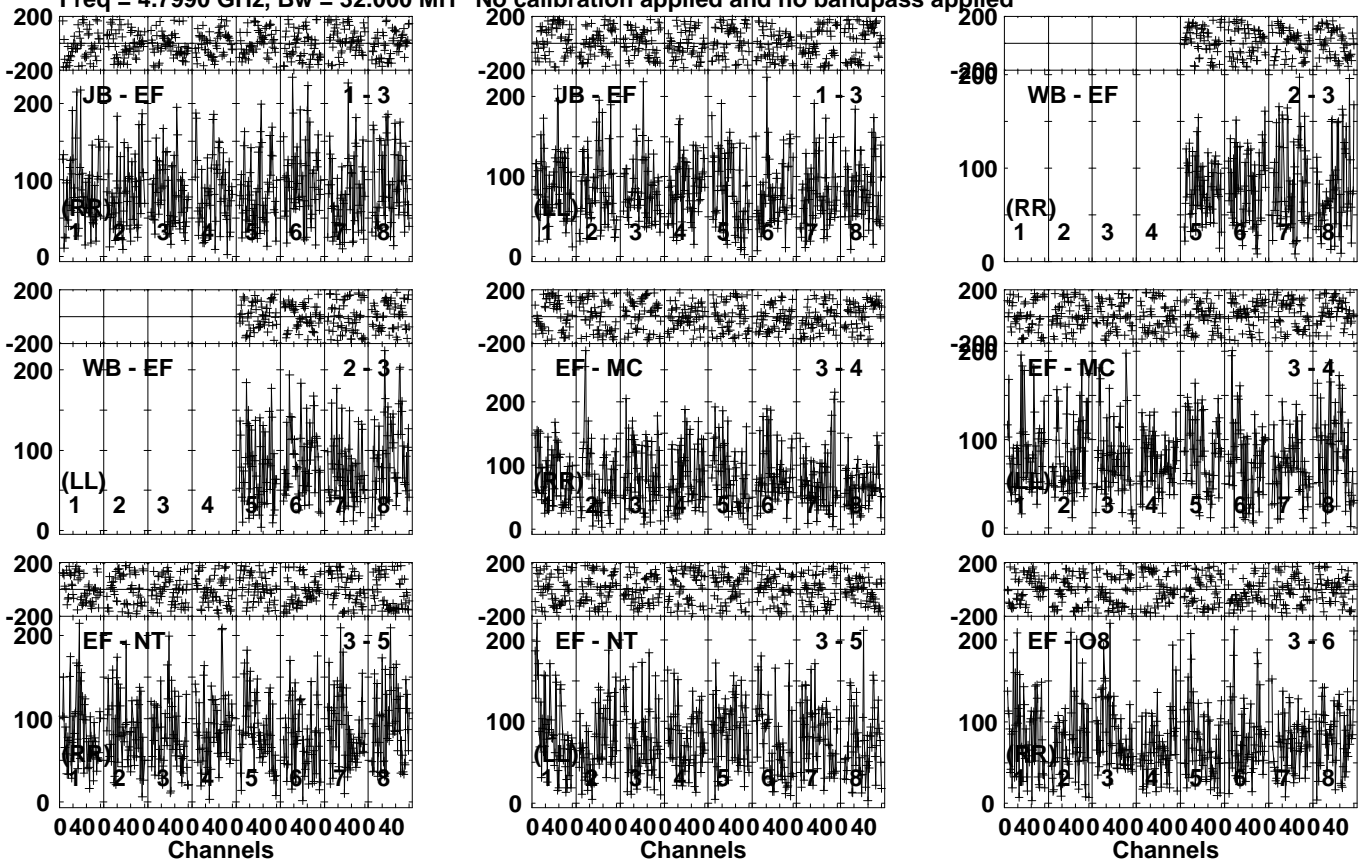 Freq = 4.7990 GHz, Bw = 32.000 MH No calibration applied and no bandpass applied
-200 -200 -200
200 JB - EF 1 - 3 200 JB - EF 1 - 3 200 WB - EF 2 - 3
100 100 100
(RR) (LL) (RR)
1 2 3 4 5 6 7 8 1 2 3 4 5 6 7 8 1 2 3 4 5 6 7 8
0 0 0
200 200 200
-200 -200 -200
200 WB - EF 2 - 3 200 EF - MC 3 - 4 200 EF - MC 3 - 4
100 100 100
(LL) (RR) (LL)
1 2 3 4 5 6 7 8 1 2 3 4 5 6 7 8 1 2 3 4 5 6 7 8
0 0 0
200 200 200
-200 -200 -200
200 EF - NT 3 - 5 200 EF - NT 3 - 5 200 EF - O8 3 - 6
100 100 100
(RR) (LL) (RR)
1 2 3 4 5 6 7 8 1 2 3 4 5 6 7 8 1 2 3 4 5 6 7 8
0 0 0
0 40 0 40 0 40 0 40 0 40 0 40 0 40 0 40 0 40 0 40 0 40 0 40 0 40 0 40 0 40 0 40 0 40 0 40 0 40 0 40 0 40 0 40 0 40 0 40
Channels Channels Channels